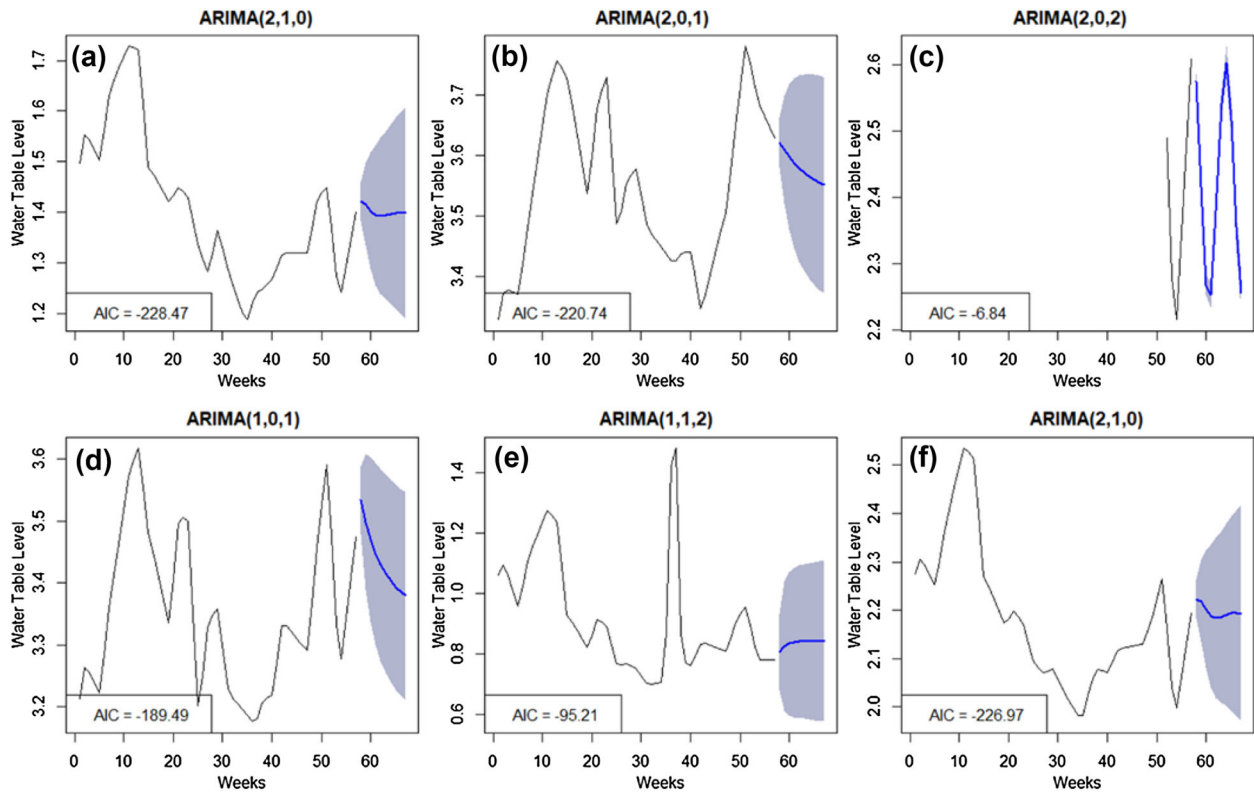 ARIMA(2,1,0)
(a)
Water Table Level
1.7
1.6
1.5
1.4
1.3
1.2
AIC = -228.47
0 10 20 30 40 50 60
Weeks
ARIMA(2,0,1)
(b)
Water Table Level
3.7
3.6
3.5
3.4
AIC = -220.74
0 10 20 30 40 50 60
Weeks
ARIMA(2,0,2)
(c)
Water Table Level
2.6
2.5
2.4
2.3
2.2
AIC = -6.84
0 10 20 30 40 50 60
Weeks
ARIMA(1,0,1)
(d)
Water Table Level
3.6
3.5
3.4
3.3
3.2
AIC = -189.49
0 10 20 30 40 50 60
Weeks
ARIMA(1,1,2)
(e)
Water Table Level
1.4
1.2
1.0
0.8
0.6
AIC = -95.21
0 10 20 30 40 50 60
Weeks
ARIMA(2,1,0)
(f)
Water Table Level
2.5
2.4
2.3
2.2
2.1
2.0
AIC = -226.97
0 10 20 30 40 50 60
Weeks